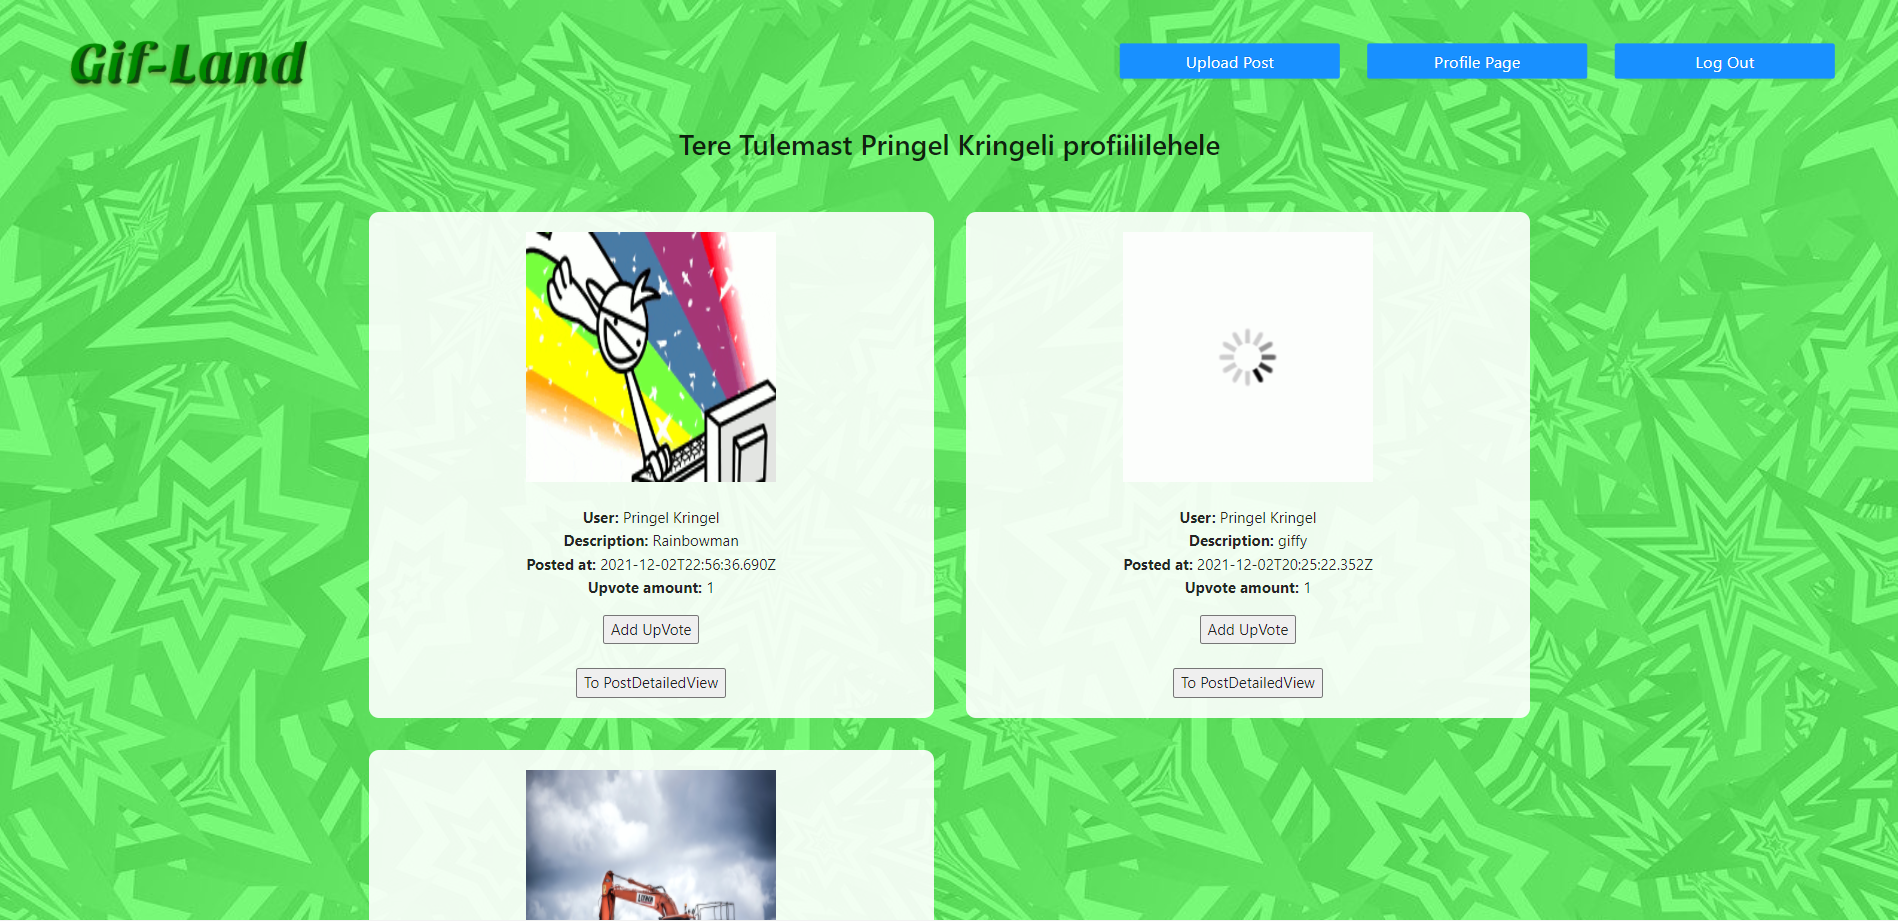 Gif-Land
Upload Post
Profile Page
Log Out
Tere Tulemast Pringel Kringeli profiililehele
User: Pringel Kringel
Description: Rainbowman
Posted at: 2021-12-02T22:56:36.690Z
Upvote amount: 1
Add UpVote
To PostDetailedView
User: Pringel Kringel
Description: giffy
Posted at: 2021-12-02T20:25:22.352Z
Upvote amount: 1
Add UpVote
To PostDetailedView